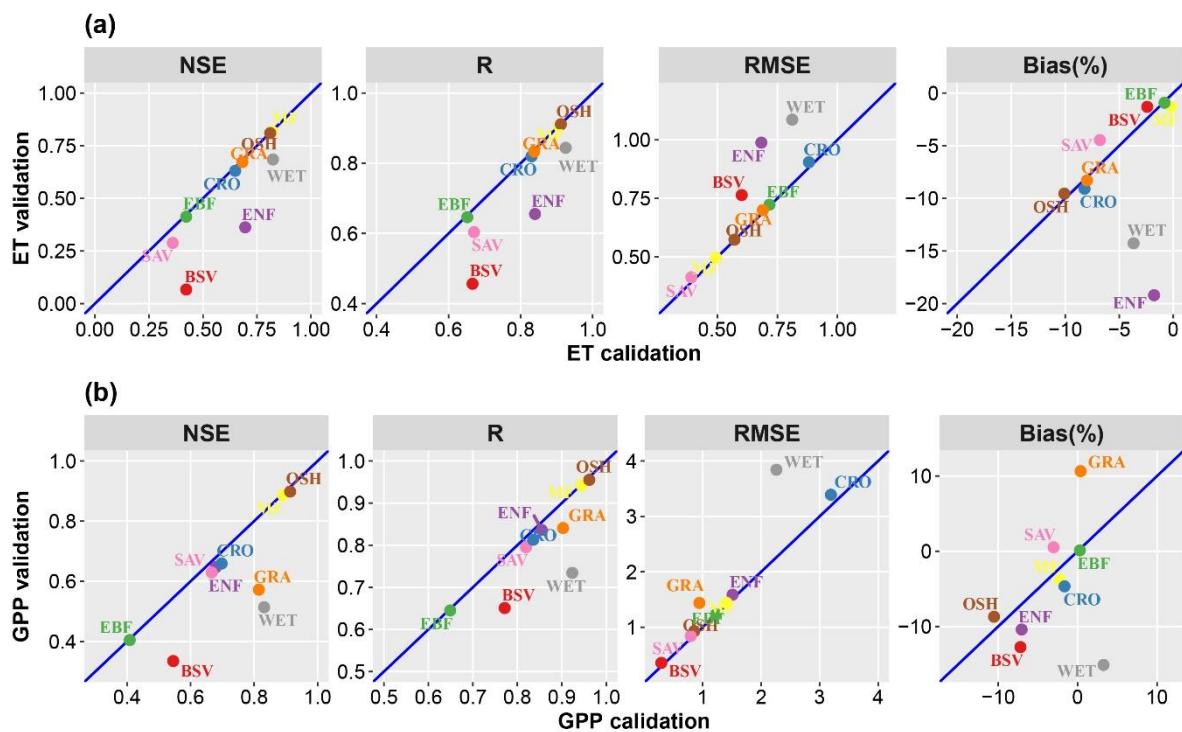 (a)
NSE R RMSE Bias(%)
ET validation
1.00
0.75
0.50
0.25
0.00
OSH
GRA
CRO
WET
EBF
ENF
SAV
BSV
0.00 0.25 0.50 0.75 1.00
1.0
0.8
0.6
0.4
OSH
GRA
CRO
WET
EBF
ENF
SAV
BSV
0.4 0.6 0.8 1.0
1.00
0.75
0.50
WET
ENF
CRO
BSV
EBF
GRA
OSH
SAV
0.50 0.75 1.00
0
−5
−10
−15
−20
EBF
BSV
SAV
GRA
OSH
CRO
WET
ENF
−20 −15 −10 −5 0
ET calidation
(b)
NSE R RMSE Bias(%)
GPP validation
1.0
0.8
0.6
0.4
OSH
CRO
SAV
ENF
GRA
WET
EBF
BSV
0.4 0.6 0.8 1.0
1.0
0.9
0.8
0.7
0.6
0.5
OSH
MF
ENF
GRA
CRO
SAV
WET
BSV
EBF
0.5 0.6 0.7 0.8 0.9 1.0
4
3
2
1
WET
CRO
GRA
ENF
EBF
OSH
SAV
BSV
1 2 3 4
10
0
−10
GRA
SAV
EBF
MF
CRO
OSH
ENF
BSV
WET
−10 0 10
GPP calidation